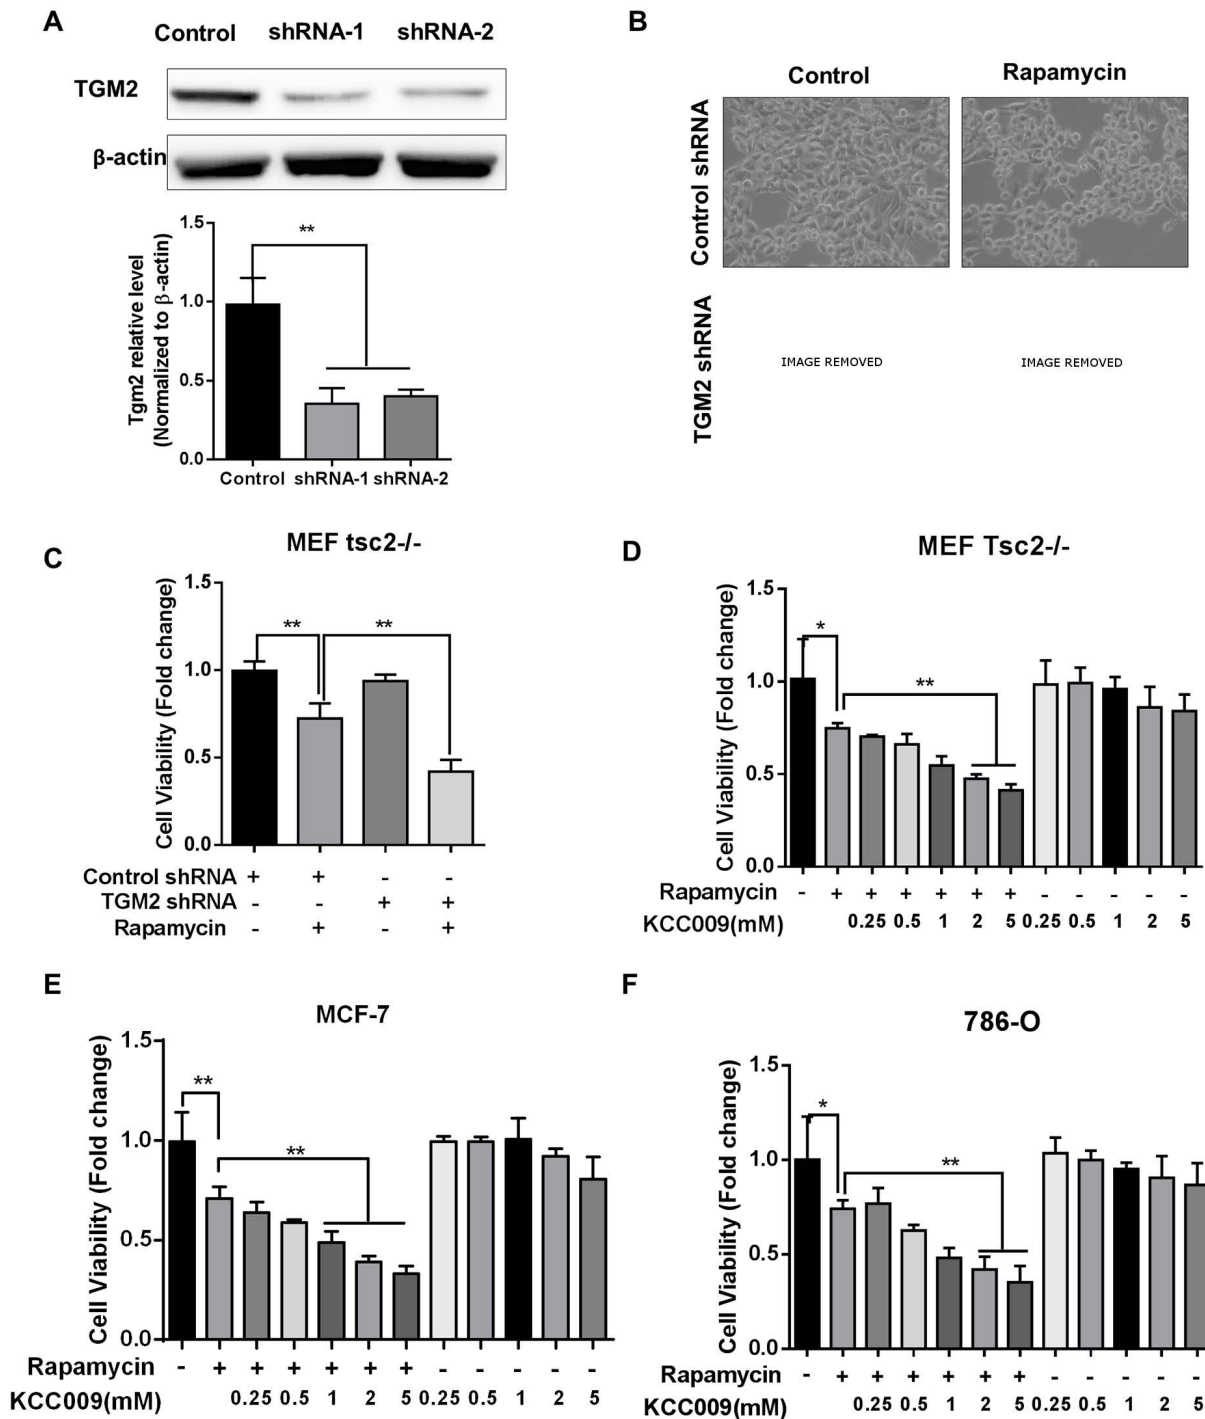 A
Control shRNA-1 shRNA-2
TGM2
β-actin
1.5
1.0
0.5
0.0
Tgm2 relative level
(Normalized to β-actin)
**
Control shRNA-1 shRNA-2
B
Control Rapamycin
Control shRNA
TGM2 shRNA
IMAGE REMOVED IMAGE REMOVED
C
MEF tsc2-/-
Cell Viability (Fold change)
1.5
1.0
0.5
0.0
** **
Control shRNA + + - -
TGM2 shRNA - - + +
Rapamycin - + - +
D
MEF Tsc2-/-
Cell Viability (Fold change)
1.5
1.0
0.5
0.0
* **
Rapamycin - + + + + + + - - - - -
KCC009(mM) 0.25 0.5 1 2 5 0.25 0.5 1 2 5
E
MCF-7
Cell Viability (Fold change)
1.5
1.0
0.5
0.0
** **
Rapamycin - + + + + + + - - - - -
KCC009(mM) 0.25 0.5 1 2 5 0.25 0.5 1 2 5
F
786-O
Cell Viability (Fold change)
1.5
1.0
0.5
0.0
* **
Rapamycin - + + + + + + - - - - -
KCC009(mM) 0.25 0.5 1 2 5 0.25 0.5 1 2 5